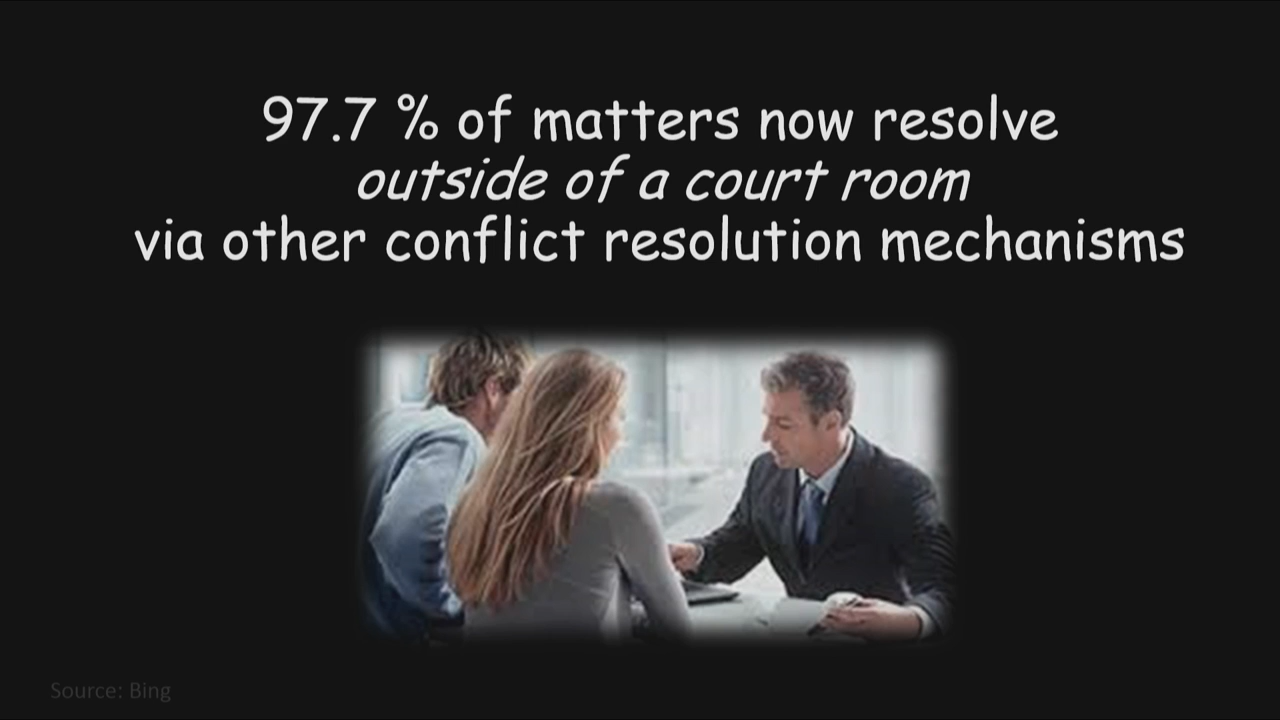 97.7 % of matters now resolve
outside of a court room
via other conflict resolution mechanisms
Source: Bing